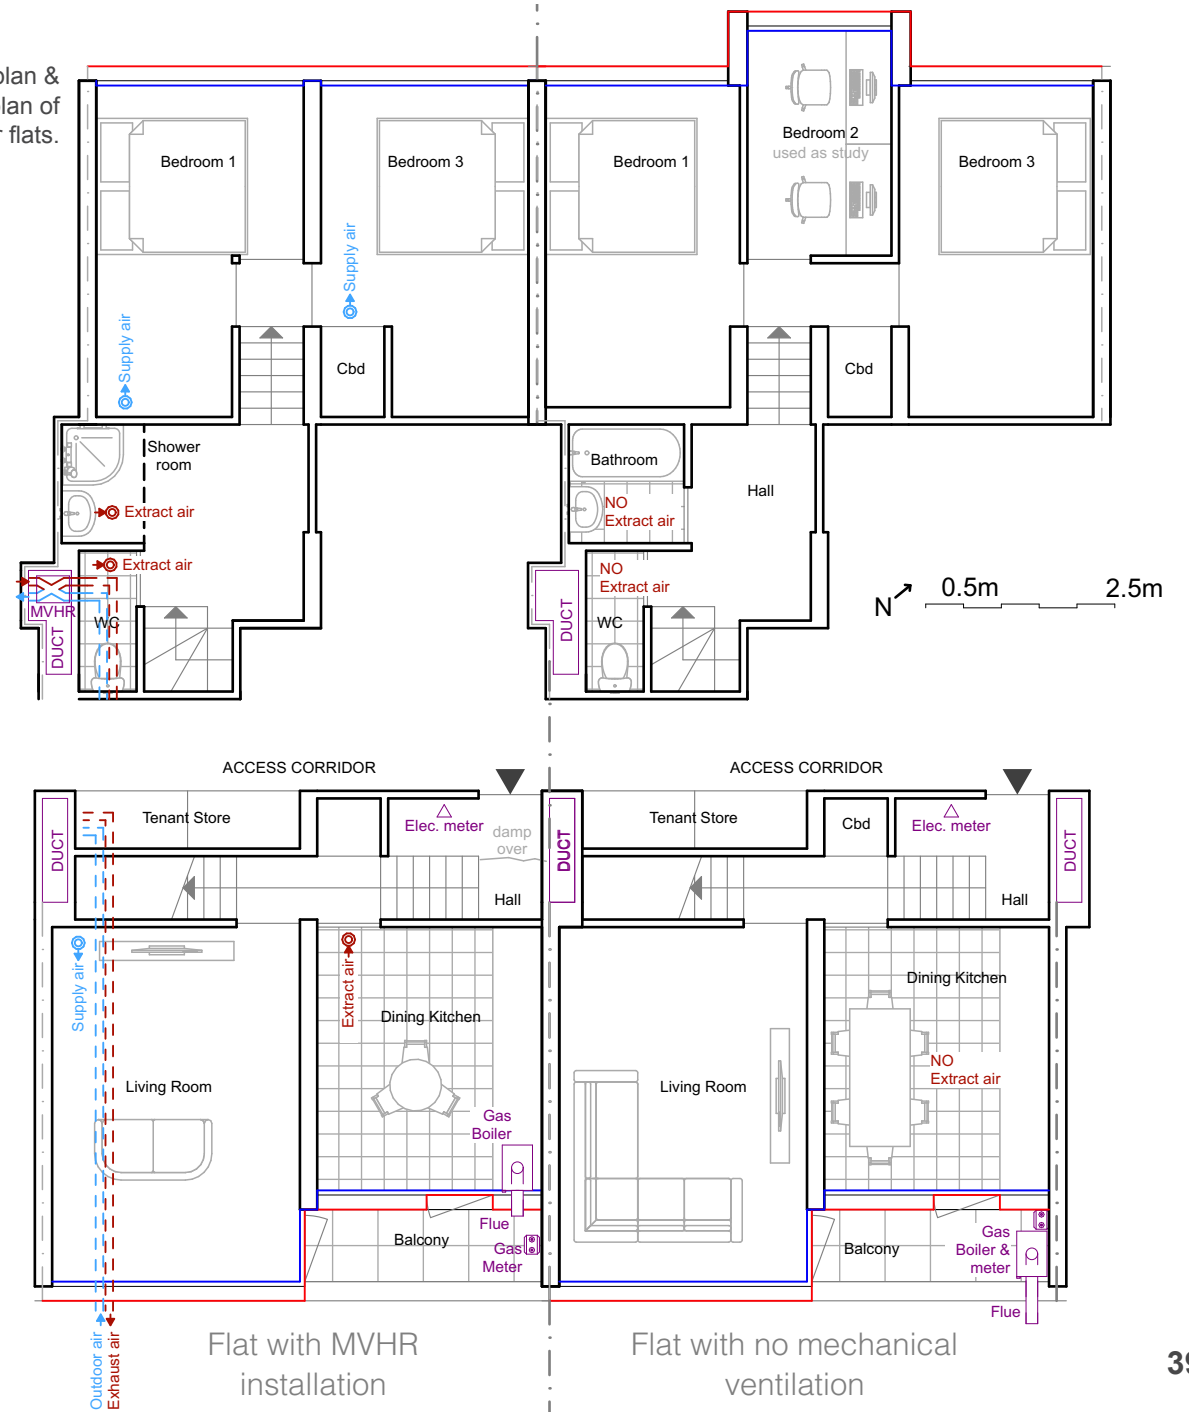 plan &
plan of
r flats.
Bedroom 1
Bedroom 3
Bedroom 1
Bedroom 2
used as study
Bedroom 3
Supply air
Supply air
Cbd
Cbd
Shower
room
Extract air
Extract air
MVHR
DUCT
WC
Bathroom
NO
Extract air
Hall
NO
Extract air
DUCT
WC
N
0.5m
2.5m
ACCESS CORRIDOR
ACCESS CORRIDOR
DUCT
Tenant Store
Elec. meter
damp
over
DUCT
Tenant Store
Cbd
Elec. meter
DUCT
Hall
Hall
Supply air
Extract air
Dining Kitchen
Dining Kitchen
Living Room
Living Room
NO
Extract air
Gas
Boiler
Flue
Balcony
Gas
Meter
Balcony
Gas
Boiler &
meter
Flue
Outdoor air
Exhaust air
Flat with MVHR
installation
Flat with no mechanical
ventilation
39